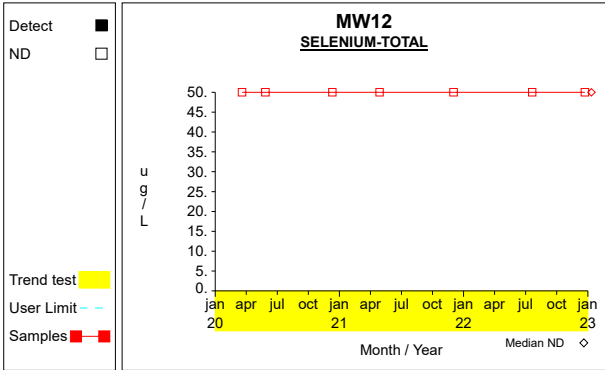 Detect
ND
Trend test
User Limit
Samples
MW12
SELENIUM-TOTAL
50.
45.
40.
35.
30.
25.
20.
15.
10.
5.
0.
u
g
/
L
jan apr jul oct jan apr jul oct jan apr jul oct jan
20 21 22 23
Month / Year
Median ND